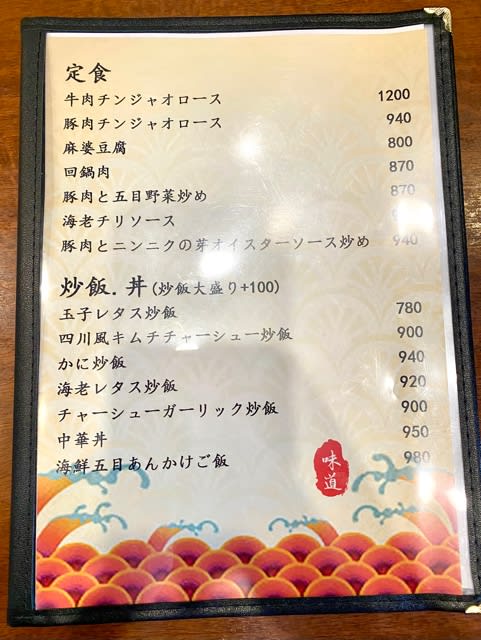 定食
牛肉チンジャオロース 1200
豚肉チンジャオロース 940
麻婆豆腐 800
回鍋肉 870
豚肉と五目野菜炒め 870
海老チリソース
豚肉とニンニクの芽オイスターソース炒め 940
炒飯.丼(炒飯大盛り+100)
玉子レタス炒飯 780
四川風キムチチャーシュー炒飯 900
かに炒飯 940
海老レタス炒飯 920
チャーシューガーリック炒飯 900
中華丼 950
海鮮五目あんかけご飯 980
味道